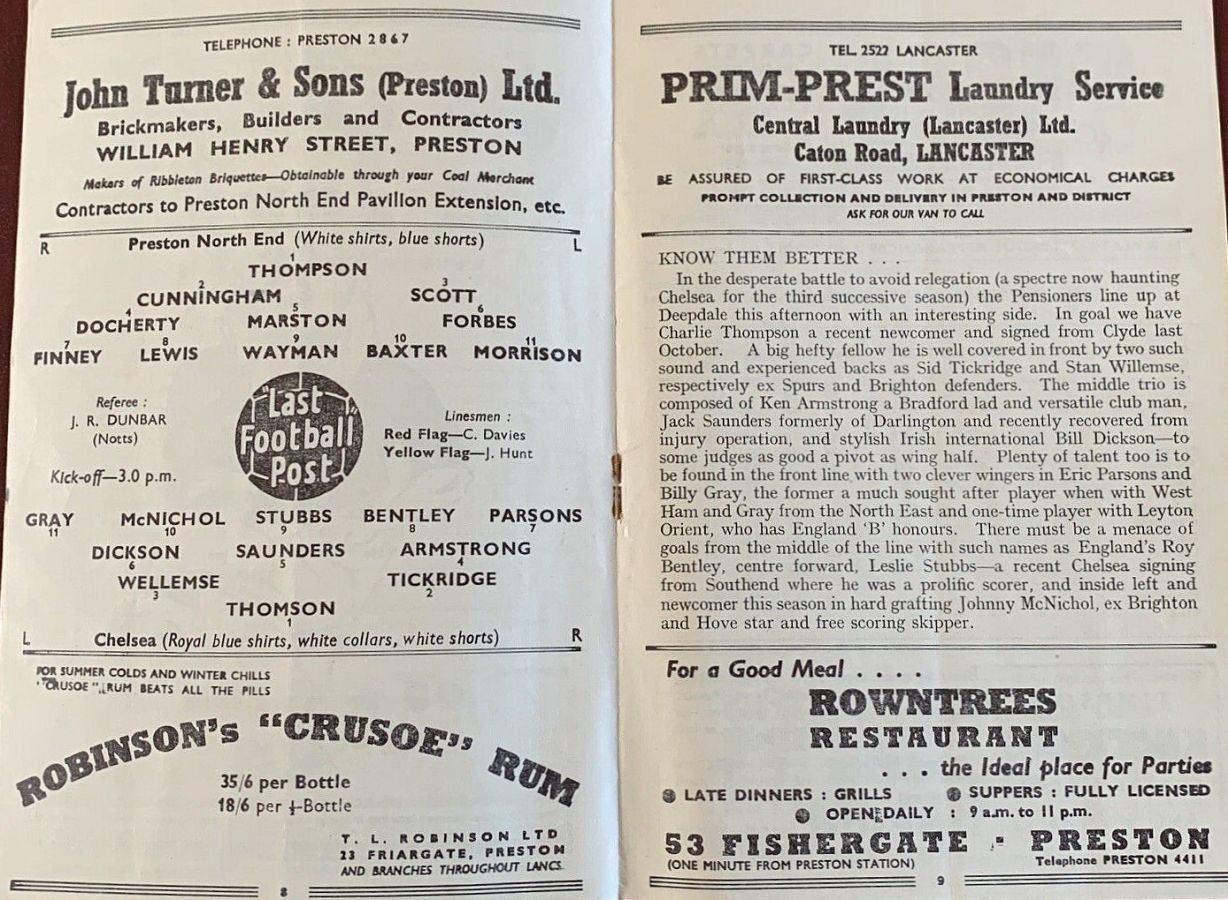 TELEPHONE : PRESTON 2867
John Turner & Sons (Preston) Ltd.
Brickmakers, Builders and Contractors
WILLIAM HENRY STREET, PRESTON
Makers of Ribbleton Briquettes—Obtainable through your Coal Merchant
Contractors to Preston North End Pavilion Extension, etc.
R Preston North End (White shirts, blue shorts) L
1
THOMPSON
2 3
CUNNINGHAM SCOTT
4 5 6
DOCHERTY MARSTON FORBES
7 8 9 10 11
FINNEY LEWIS WAYMAN BAXTER MORRISON
Referee :
J. R. DUNBAR
(Notts)
Kick-off—3.0 p.m.
"Last
Football
Post"
Linesmen :
Red Flag—C. Davies
Yellow Flag—J. Hunt
GRAY McNICHOL STUBBS BENTLEY PARSONS
11 10 9 8 7
DICKSON SAUNDERS ARMSTRONG
6 5 4
WELLEMSE TICKRIDGE
3 2
THOMSON
1
L Chelsea (Royal blue shirts, white collars, white shorts) R
FOR SUMMER COLDS AND WINTER CHILLS
"CRUSOE" RUM BEATS ALL THE PILLS
ROBINSON's "CRUSOE" RUM
35/6 per Bottle
18/6 per ½-Bottle
T. L. ROBINSON LTD
23 FRIARGATE, PRESTON
AND BRANCHES THROUGHOUT LANCS.
8
TEL. 2522 LANCASTER
PRIM-PREST Laundry Service
Central Laundry (Lancaster) Ltd.
Caton Road, LANCASTER
BE ASSURED OF FIRST-CLASS WORK AT ECONOMICAL CHARGES
PROMPT COLLECTION AND DELIVERY IN PRESTON AND DISTRICT
ASK FOR OUR VAN TO CALL
KNOW THEM BETTER . . .
In the desperate battle to avoid relegation (a spectre now haunting
Chelsea for the third successive season) the Pensioners line up at
Deepdale this afternoon with an interesting side. In goal we have
Charlie Thompson a recent newcomer and signed from Clyde last
October. A big hefty fellow he is well covered in front by two such
sound and experienced backs as Sid Tickridge and Stan Willemse,
respectively ex Spurs and Brighton defenders. The middle trio is
composed of Ken Armstrong a Bradford lad and versatile club man,
Jack Saunders formerly of Darlington and recently recovered from
injury operation, and stylish Irish international Bill Dickson—to
some judges as good a pivot as wing half. Plenty of talent too is to
be found in the front line with two clever wingers in Eric Parsons and
Billy Gray, the former a much sought after player when with West
Ham and Gray from the North East and one-time player with Leyton
Orient, who has England 'B' honours. There must be a menace of
goals from the middle of the line with such names as England's Roy
Bentley, centre forward, Leslie Stubbs—a recent Chelsea signing
from Southend where he was a prolific scorer, and inside left and
newcomer this season in hard grafting Johnny McNichol, ex Brighton
and Hove star and free scoring skipper.
For a Good Meal . . . .
ROWNTREES
RESTAURANT
. . . the Ideal place for Parties
LATE DINNERS : GRILLS SUPPERS : FULLY LICENSED
OPEN DAILY : 9 a.m. to 11 p.m.
53 FISHERGATE - PRESTON
(ONE MINUTE FROM PRESTON STATION) Telephone PRESTON 4411
9